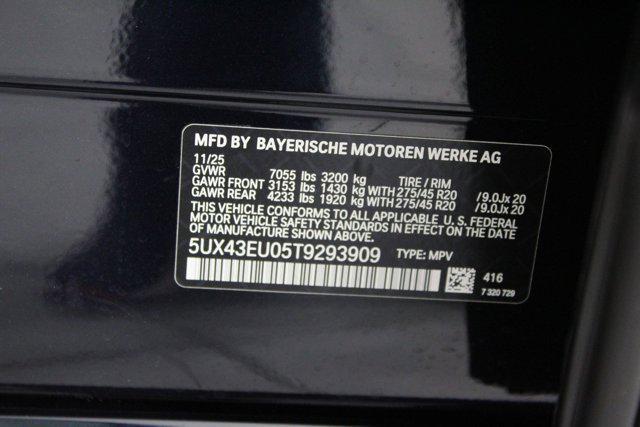 MFD BY BAYERISCHE MOTOREN WERKE AG
11/25
GVWR 7055 lbs 3200 kg TIRE / RIM
GAWR FRONT 3153 lbs 1430 kg WITH 275/45 R20 / 9.0Jx 20
GAWR REAR 4233 lbs 1920 kg WITH 275/45 R20 / 9.0Jx 20
THIS VEHICLE CONFORMS TO ALL APPLICABLE U. S. FEDERAL
MOTOR VEHICLE SAFETY STANDARDS IN EFFECT ON THE DATE
OF MANUFACTURE SHOWN ABOVE.
5UX43EU05T9293909 TYPE: MPV
416
7 320 729